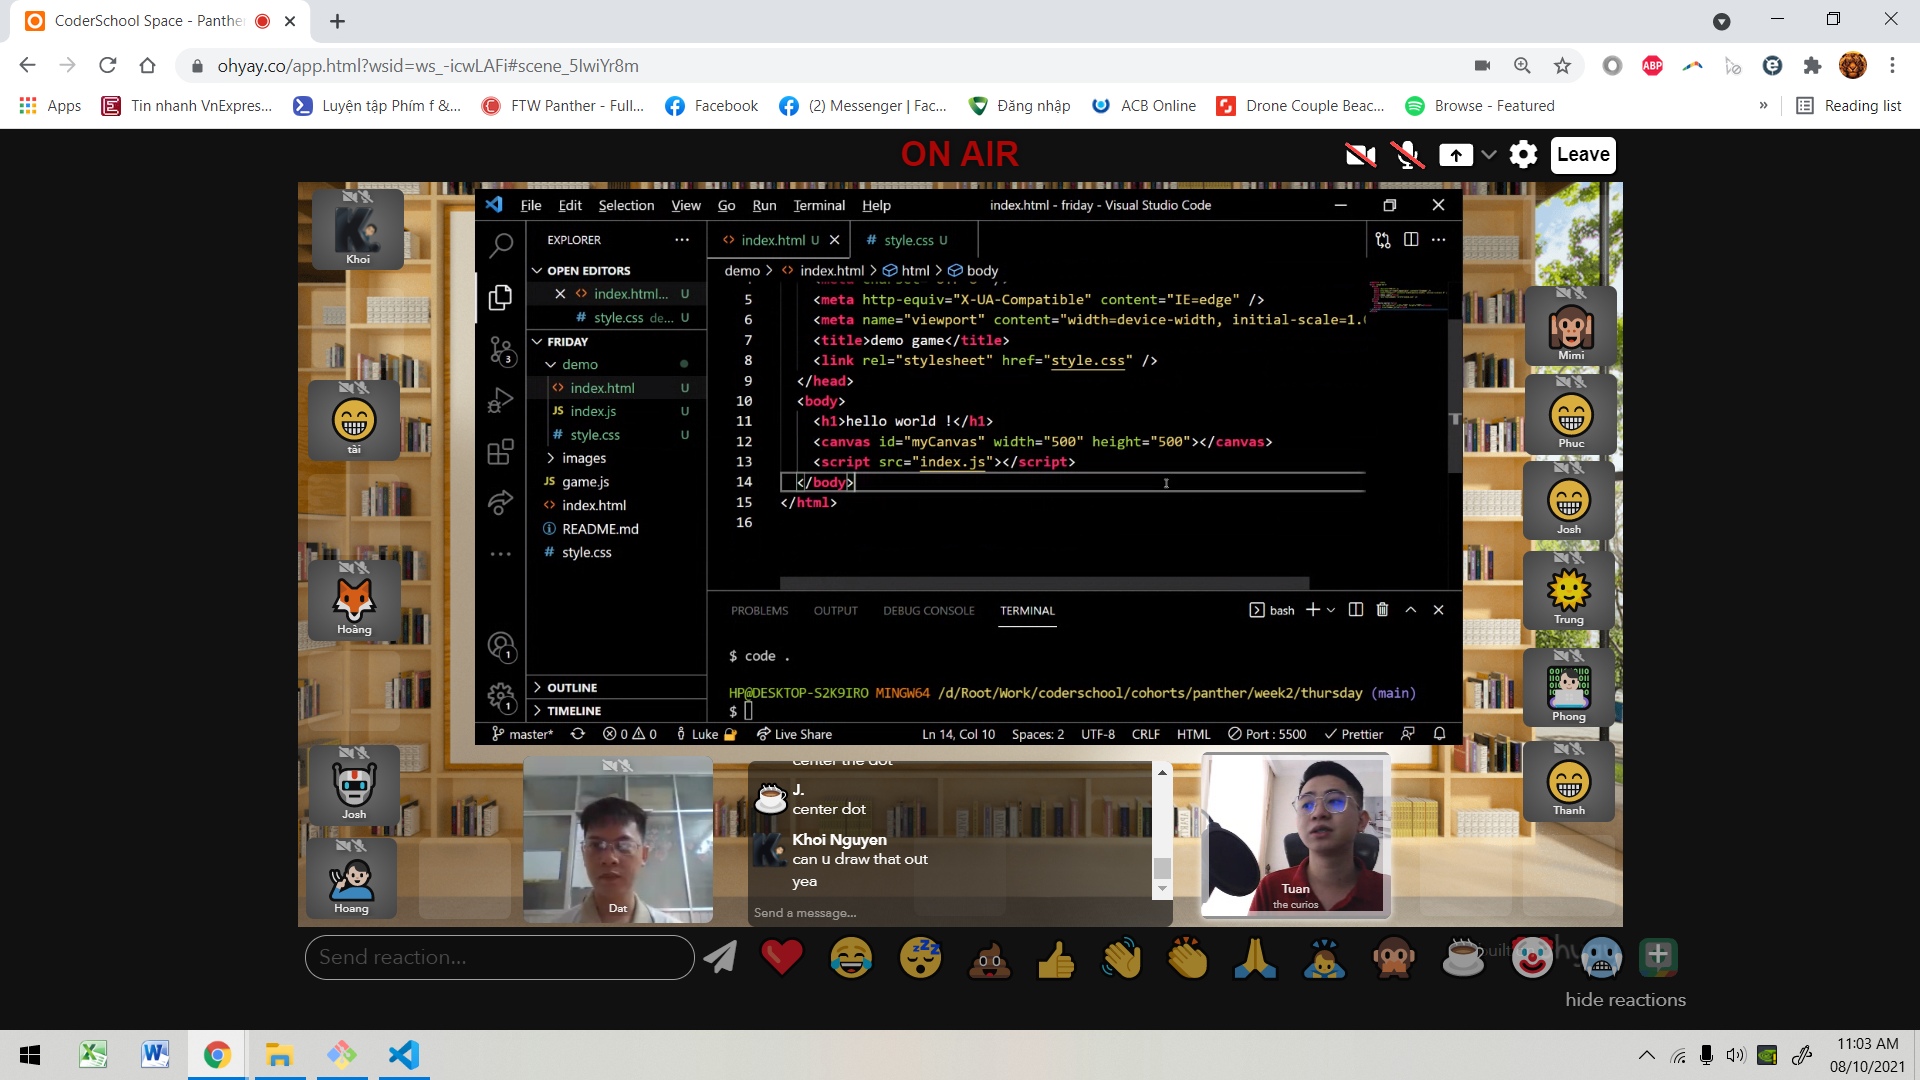 CoderSchool Space - Panthe
ohyay.co/app.html?wsid=ws_-icwLAFi#scene_5IwiYr8m
ABP
Apps
Tin nhanh VnExpres...
Luyện tập Phím f &...
FTW Panther - Full...
Facebook
(2) Messenger | Fac...
Đăng nhập
ACB Online
Drone Couple Beac...
Browse - Featured
»
Reading list
ON AIR
Leave
File Edit Selection View Go Run Terminal Help
index.html - friday - Visual Studio Code
EXPLORER
index.html U
style.css U
OPEN EDITORS
index.html... U
style.css de... U
FRIDAY
demo
index.html U
JS index.js U
# style.css U
images
JS game.js
index.html
README.md
# style.css
OUTLINE
TIMELINE
3
1
1
demo > index.html > html > body
5 <meta http-equiv="X-UA-Compatible" content="IE=edge" />
6 <meta name="viewport" content="width=device-width, initial-scale=1.
7 <title>demo game</title>
8 <link rel="stylesheet" href="style.css" />
9 </head>
10 <body>
11 <h1>hello world !</h1>
12 <canvas id="myCanvas" width="500" height="500"></canvas>
13 <script src="index.js"></script>
14 </body>
15 </html>
16
PROBLEMS OUTPUT DEBUG CONSOLE TERMINAL
bash
$ code .
HP@DESKTOP-S2K9IRO MINGW64 /d/Root/Work/coderschool/cohorts/panther/week2/thursday (main)
$
master* 0 0 Luke Live Share
Ln 14, Col 10 Spaces: 2 UTF-8 CRLF HTML Port : 5500 Prettier
Khoi
tài
Hoàng
Josh
Hoang
Mimi
Phuc
Josh
Trung
Phong
Thanh
Dat
center the dot
J.
center dot
Khoi Nguyen
can u draw that out
yea
Send a message...
Tuan
the curios
Send reaction...
built
hide reactions
11:03 AM
08/10/2021